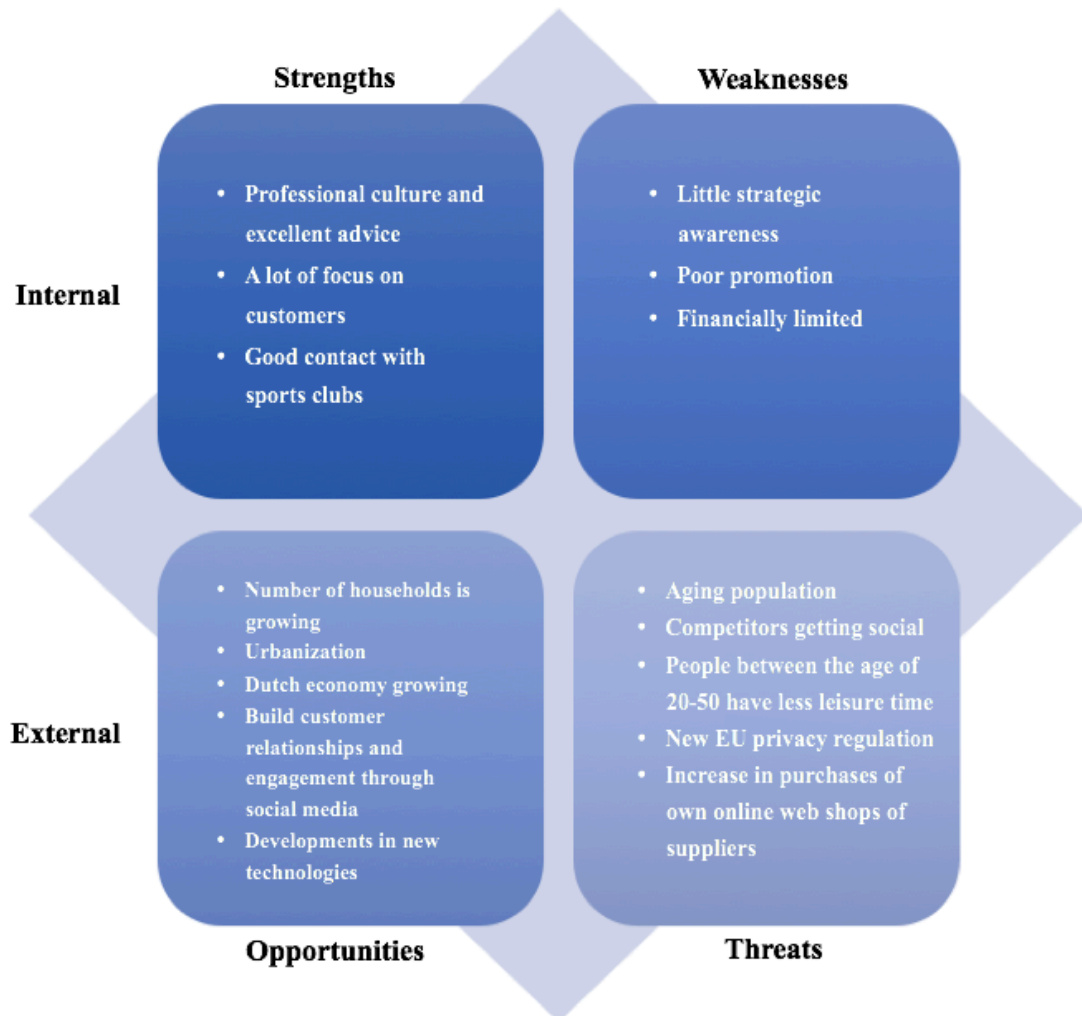 Strengths
Weaknesses
Internal
• Professional culture and
excellent advice
• A lot of focus on
customers
• Good contact with
sports clubs
• Little strategic
awareness
• Poor promotion
• Financially limited
External
• Number of households is
growing
• Urbanization
• Dutch economy growing
• Build customer
relationships and
engagement through
social media
• Developments in new
technologies
• Aging population
• Competitors getting social
• People between the age of
20-50 have less leisure time
• New EU privacy regulation
• Increase in purchases of
own online web shops of
suppliers
Opportunities
Threats